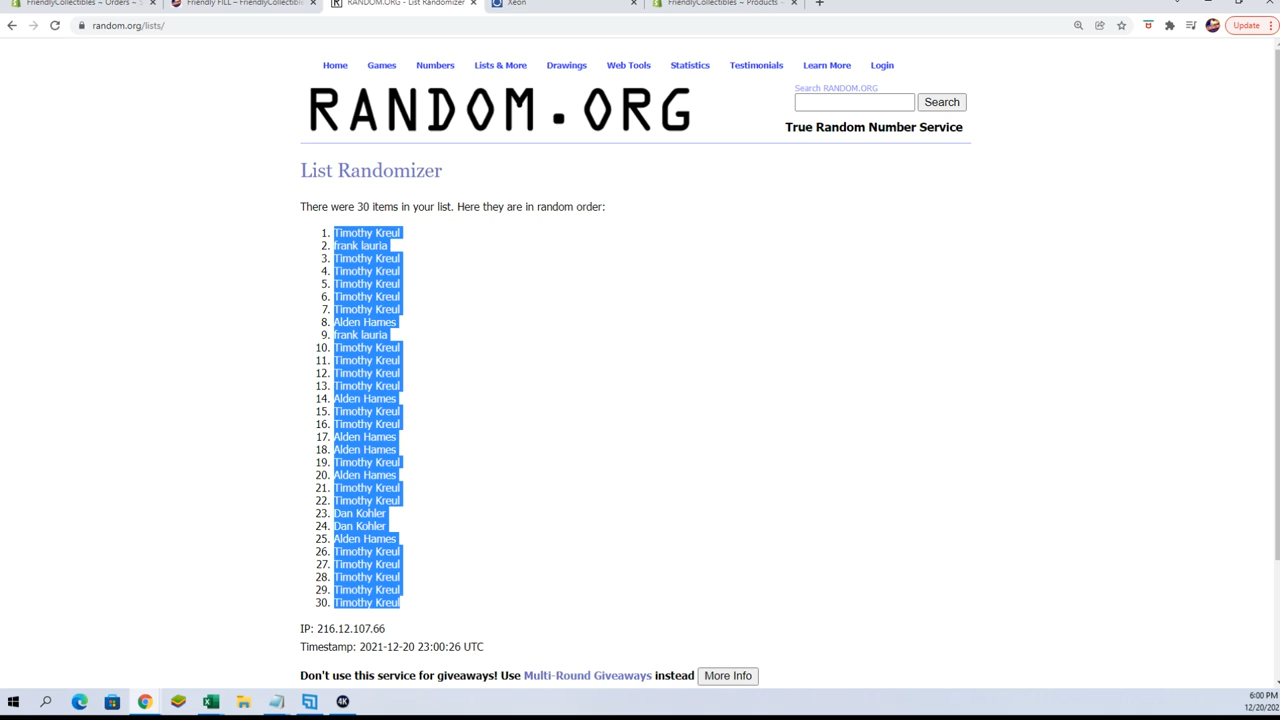 FriendlyFILL – FriendlyCollectibles ~ Orders ~ S
Friendly FILL – FriendlyCollectibles
RANDOM.ORG - List Randomizer
Xeon
FriendlyCollectibles ~ Products ~
random.org/lists/
Update
Home Games Numbers Lists & More Drawings Web Tools Statistics Testimonials Learn More Login
RANDOM.ORG
Search RANDOM.ORG
Search
True Random Number Service
List Randomizer
There were 30 items in your list. Here they are in random order:
1. Timothy Kreul
2. frank lauria
3. Timothy Kreul
4. Timothy Kreul
5. Timothy Kreul
6. Timothy Kreul
7. Timothy Kreul
8. Alden Hames
9. frank lauria
10. Timothy Kreul
11. Timothy Kreul
12. Timothy Kreul
13. Timothy Kreul
14. Alden Hames
15. Timothy Kreul
16. Timothy Kreul
17. Alden Hames
18. Alden Hames
19. Timothy Kreul
20. Alden Hames
21. Timothy Kreul
22. Timothy Kreul
23. Dan Kohler
24. Dan Kohler
25. Alden Hames
26. Timothy Kreul
27. Timothy Kreul
28. Timothy Kreul
29. Timothy Kreul
30. Timothy Kreul
IP: 216.12.107.66
Timestamp: 2021-12-20 23:00:26 UTC
Don't use this service for giveaways! Use Multi-Round Giveaways instead More Info
4K
6:00 PM
12/20/202